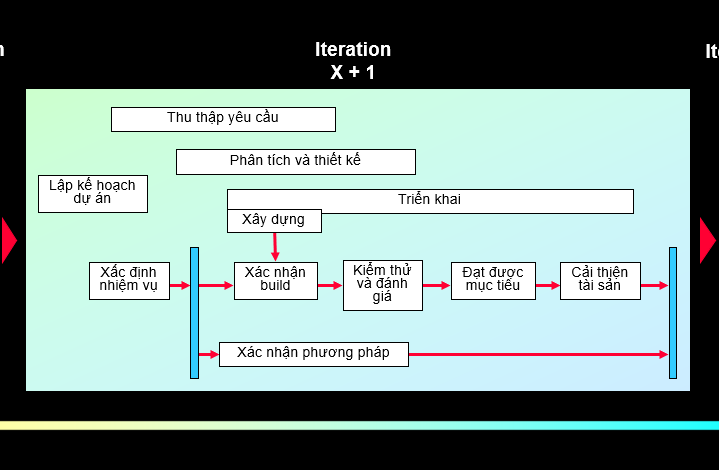 Iteration
X + 1
Thu thập yêu cầu
Phân tích và thiết kế
Lập kế hoạch
dự án
Triển khai
Xây dựng
Xấc định
nhiệm vụ
Xác nhận
build
Kiểm thử
và đánh
giá
Đạt được
mục tiếu
Cải thiện
tài sản
Xác nhận phương pháp